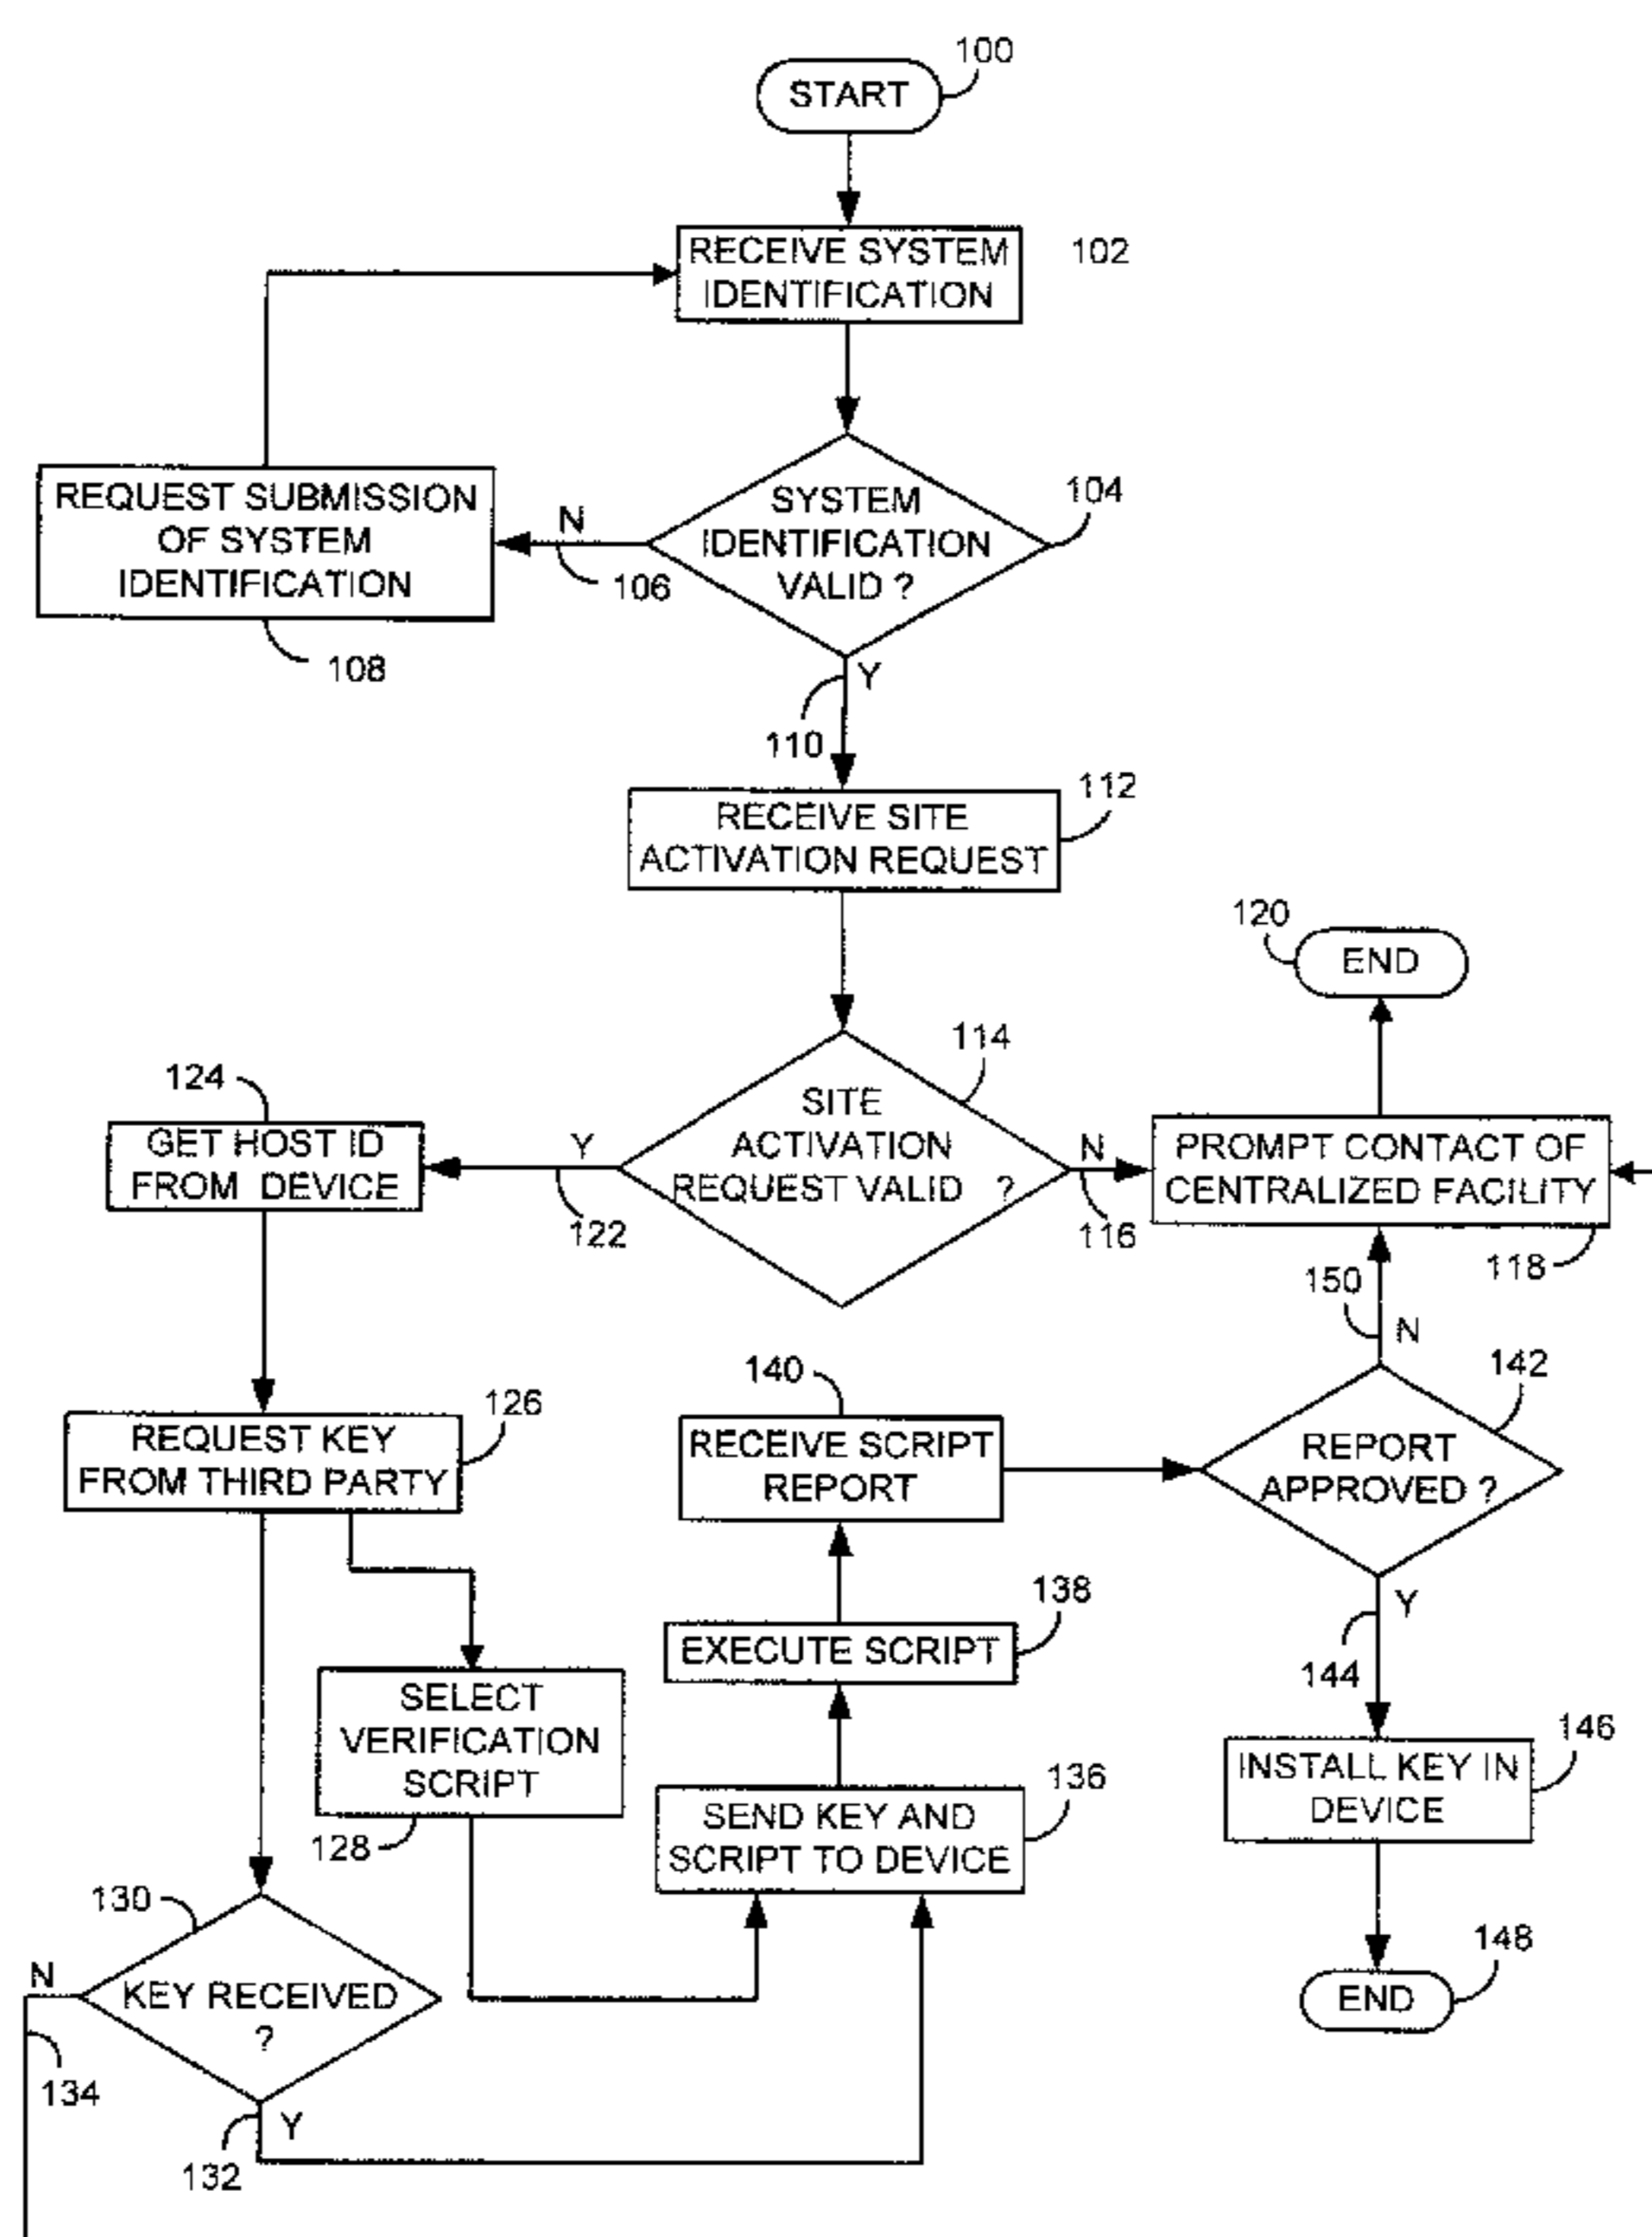 100
START
RECEIVE SYSTEM
IDENTIFICATION
102
REQUEST SUBMISSION
OF SYSTEM
IDENTIFICATION
108
N
106
SYSTEM
IDENTIFICATION
VALID ?
104
Y
110
RECEIVE SITE
ACTIVATION REQUEST
112
120
END
124
GET HOST ID
FROM DEVICE
Y
122
114
SITE
ACTIVATION
REQUEST VALID ?
N
116
PROMPT CONTACT OF
CENTRALIZED FACILITY
118
150
N
126
REQUEST KEY
FROM THIRD PARTY
140
RECEIVE SCRIPT
REPORT
142
REPORT
APPROVED ?
138
EXECUTE SCRIPT
Y
144
SELECT
VERIFICATION
SCRIPT
128
136
SEND KEY AND
SCRIPT TO DEVICE
146
INSTALL KEY IN
DEVICE
130
N
KEY RECEIVED
?
134
Y
132
148
END